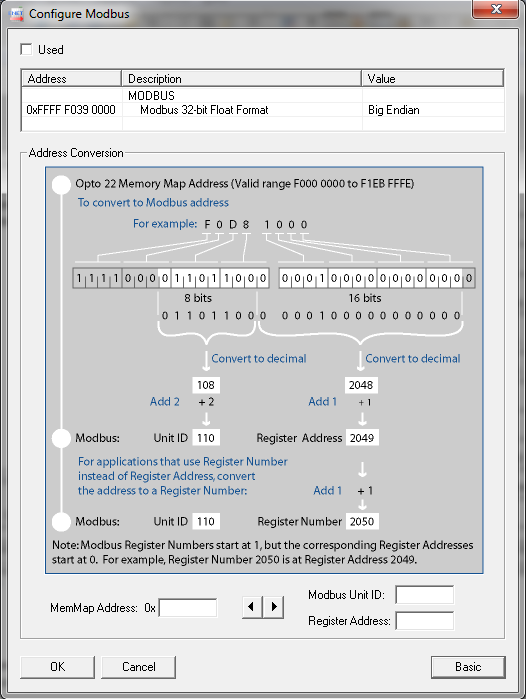 Configure Modbus
Used
Address Description Value
MODBUS
0xFFFF F039 0000 Modbus 32-bit Float Format Big Endian
Address Conversion
Opto 22 Memory Map Address (Valid range F000 0000 to F1EB FFFE)
To convert to Modbus address
For example: F 0 D 8 1 0 0 0
1 1 1 1 0 0 0 0 1 1 0 1 1 0 0 0 0 0 0 1 0 0 0 0 0 0 0 0 0 0 0 0
8 bits 16 bits
0 1 1 0 1 1 0 0 0 0 0 0 1 0 0 0 0 0 0 0 0 0 0 0
Convert to decimal Convert to decimal
108 2048
Add 2 + 2 Add 1 + 1
Modbus: Unit ID 110 Register Address 2049
For applications that use Register Number
instead of Register Address, convert
the address to a Register Number: Add 1 + 1
Modbus: Unit ID 110 Register Number 2050
Note: Modbus Register Numbers start at 1, but the corresponding Register Addresses
start at 0. For example, Register Number 2050 is at Register Address 2049.
MemMap Address: 0x
Modbus Unit ID:
Register Address:
OK Cancel Basic